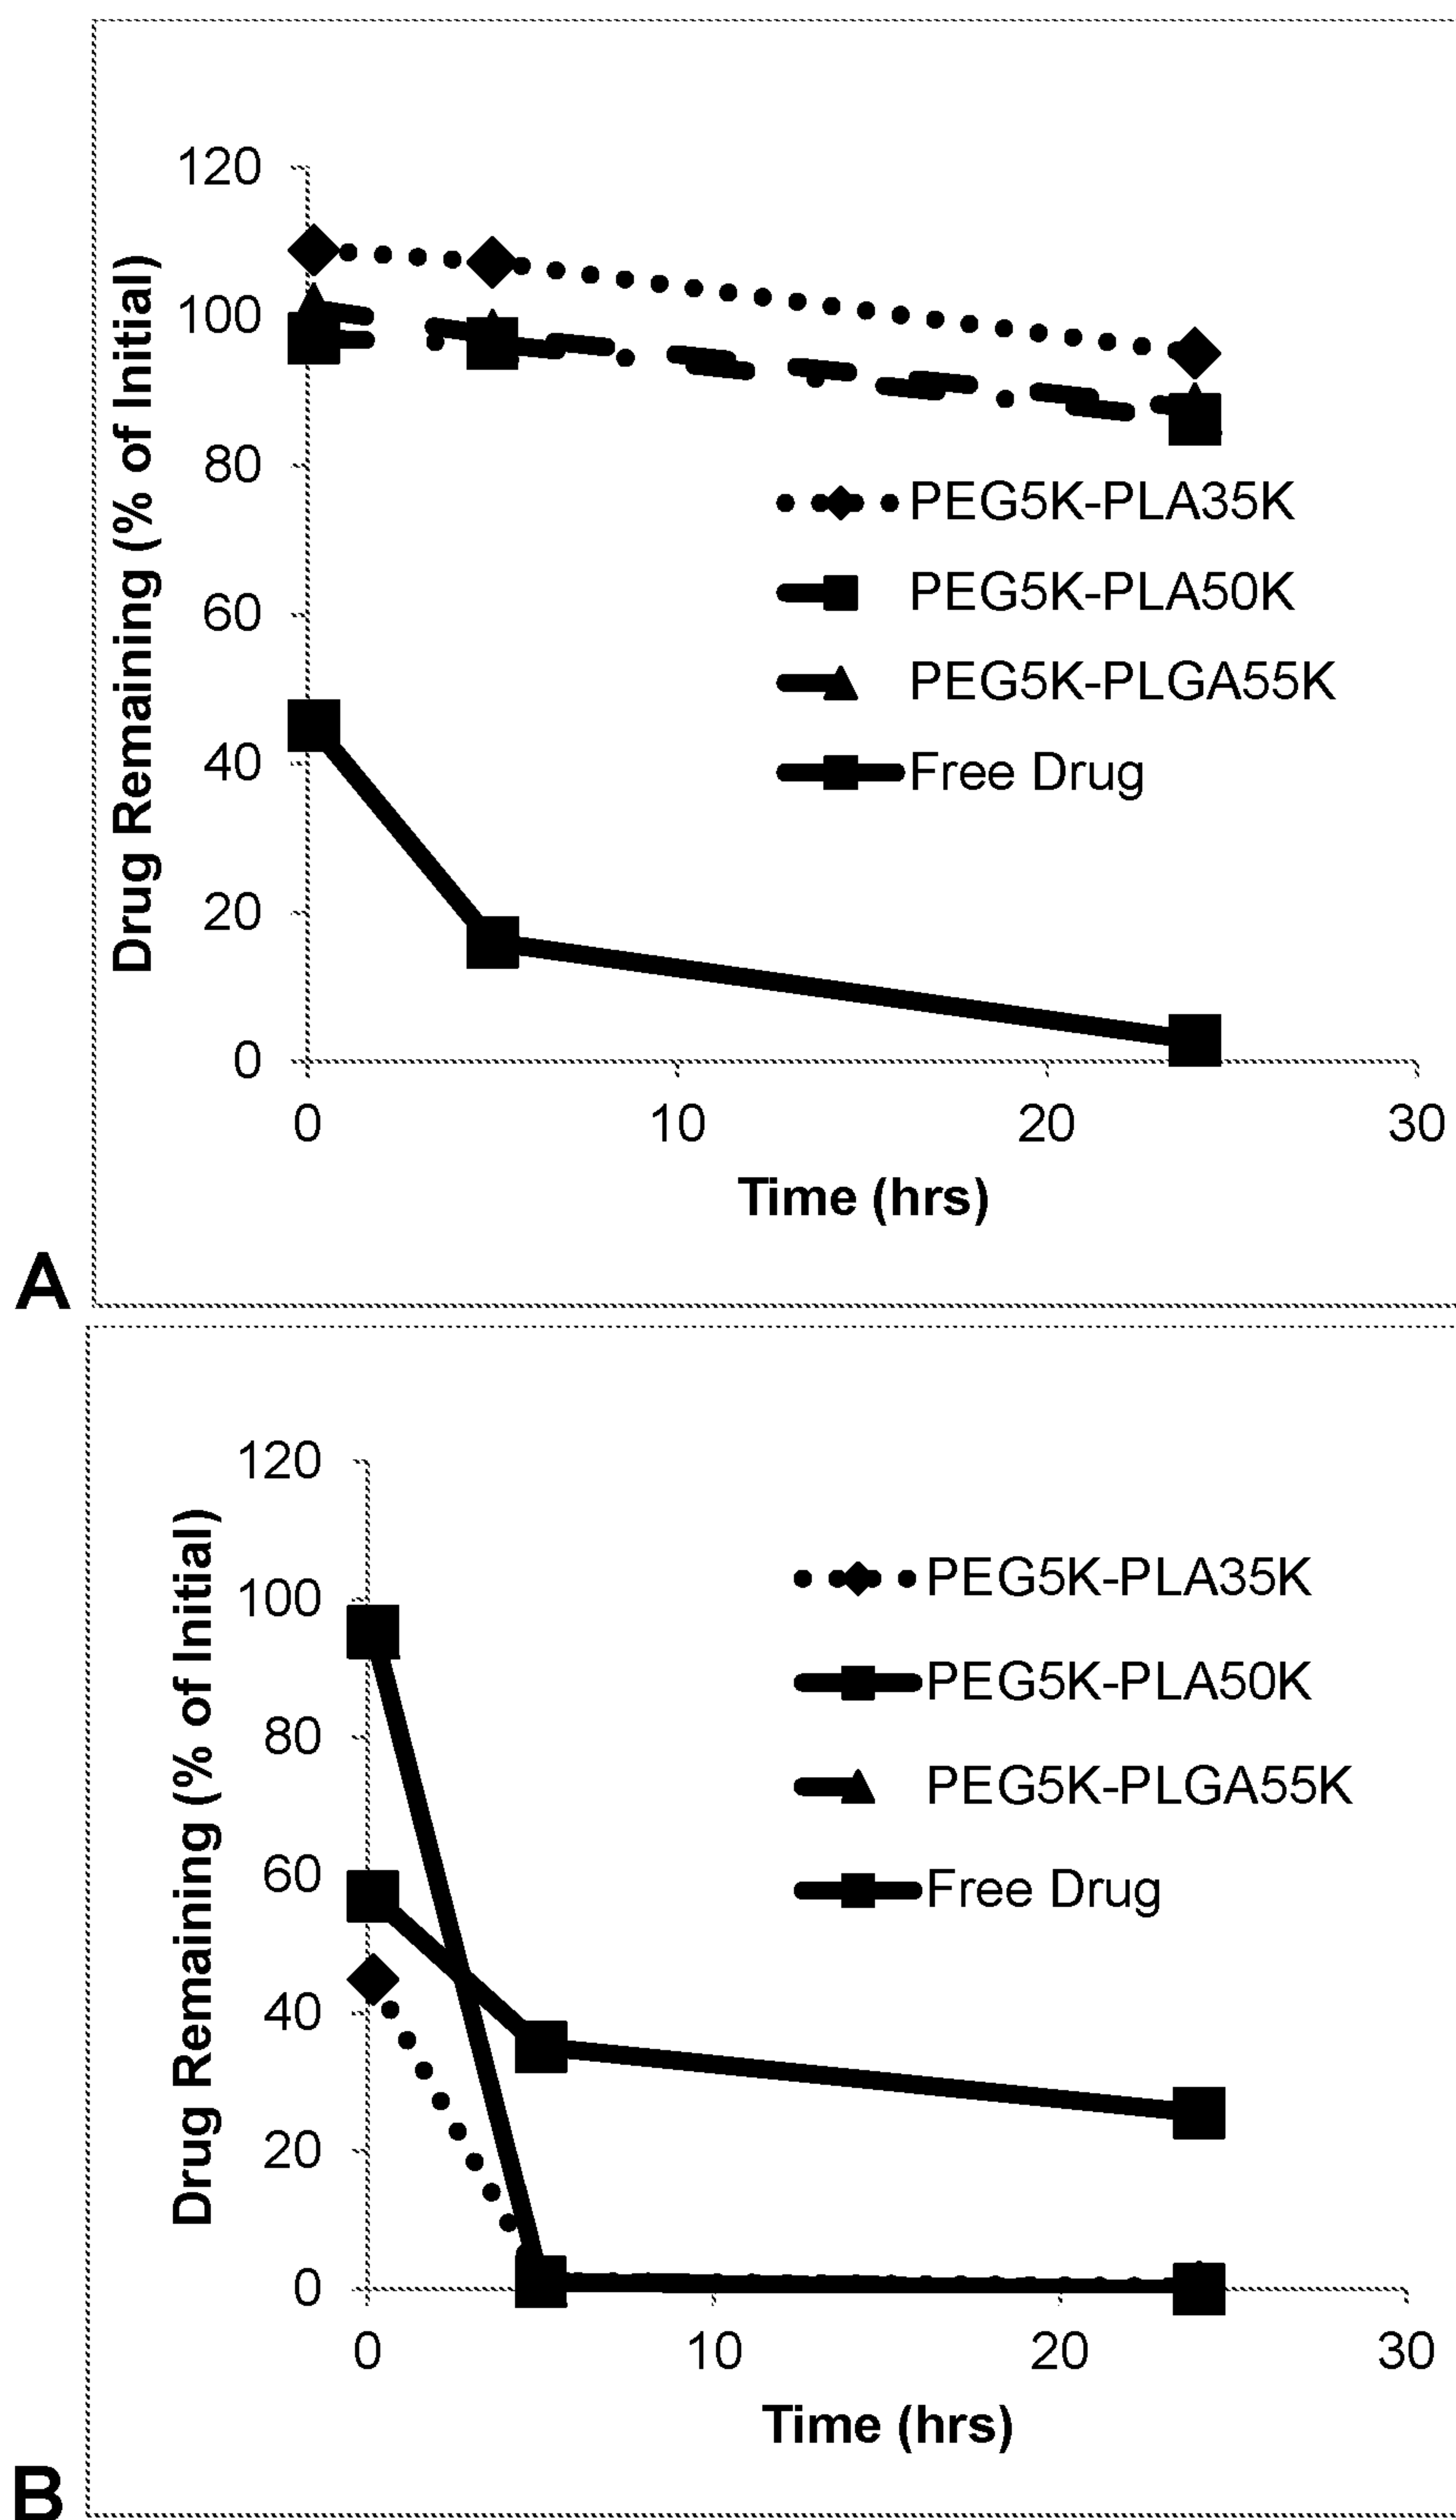 120
100
80
60
40
20
0
Drug Remaining (% of Initial)
PEG5K-PLA35K
PEG5K-PLA50K
PEG5K-PLGA55K
Free Drug
0 10 20 30
Time (hrs)
A
120
100
80
60
40
20
0
Drug Remaining (% of Initial)
PEG5K-PLA35K
PEG5K-PLA50K
PEG5K-PLGA55K
Free Drug
0 10 20 30
Time (hrs)
B